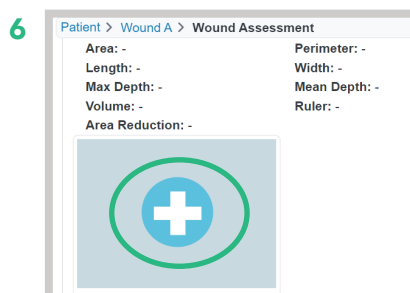 6
Patient > Wound A > Wound Assessment
Area: - Perimeter: -
Length: - Width: -
Max Depth: - Mean Depth: -
Volume: - Ruler: -
Area Reduction: -